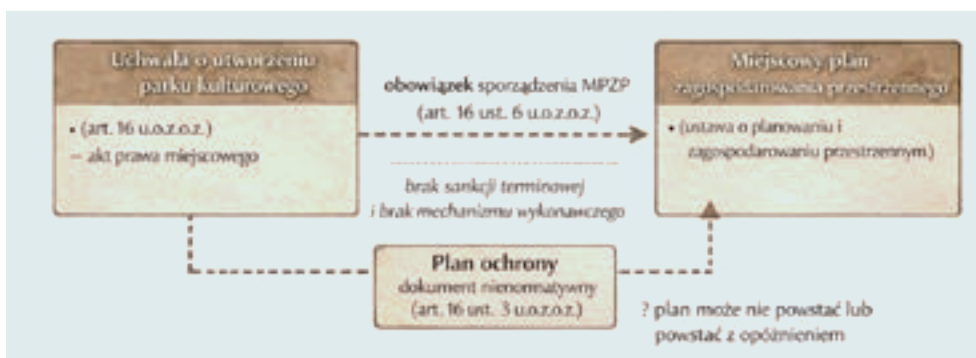 Uchwała o utworzeniu
parku kulturowego
• (art. 16 u.o.z.o.z.)
– akt prawa miejscowego
obowiązek sporządzenia MPZP
(art. 16 ust. 6 u.o.z.o.z.)
brak sankcji terminowej
i brak mechanizmu wykonawczego
Miejscowy plan
zagospodarowania przestrzennego
• (ustawa o planowaniu i
zagospodarowaniu przestrzennym)
Plan ochrony
dokument nienormatywny
(art. 16 ust. 3 u.o.z.o.z.)
? plan może nie powstać lub
powstać z opóźnieniem